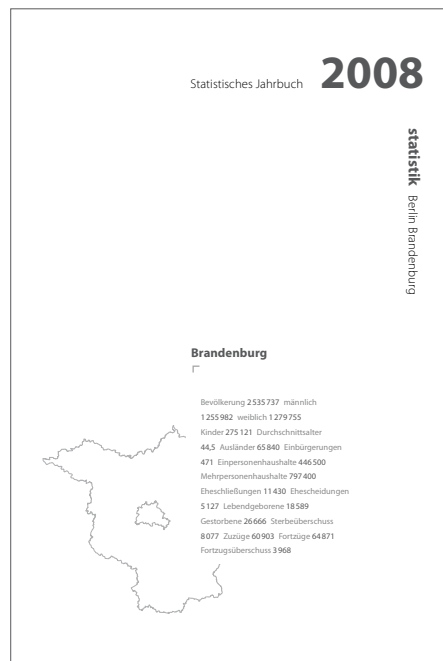 Statistisches Jahrbuch 2008
statistik Berlin Brandenburg
Brandenburg
Bevölkerung 2 535 737 männlich
1 255 982 weiblich 1 279 755
Kinder 275 121 Durchschnittsalter
44,5 Ausländer 65 840 Einbürgerungen
471 Einpersonenhaushalte 446 500
Mehrpersonenhaushalte 797 400
Eheschließungen 11 430 Ehescheidungen
5 127 Lebendgeborene 18 589
Gestorbene 26 666 Sterbeüberschuss
8 077 Zuzüge 60 903 Fortzüge 64 871
Fortzugsüberschuss 3 968